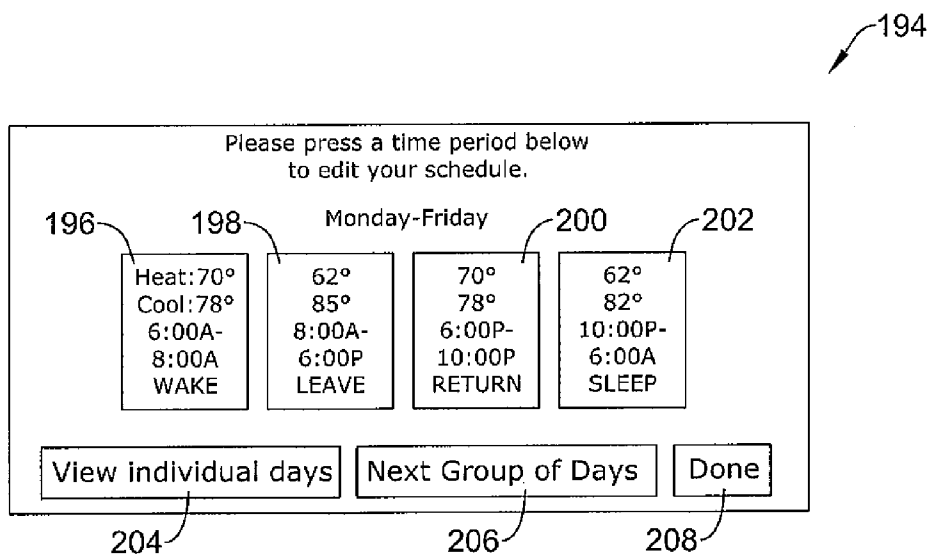 194
Please press a time period below
to edit your schedule.
196
198
Monday-Friday
200
202
Heat:70°
Cool:78°
6:00A-
8:00A
WAKE
62°
85°
8:00A-
6:00P
LEAVE
70°
78°
6:00P-
10:00P
RETURN
62°
82°
10:00P-
6:00A
SLEEP
View individual days
Next Group of Days
Done
204
206
208